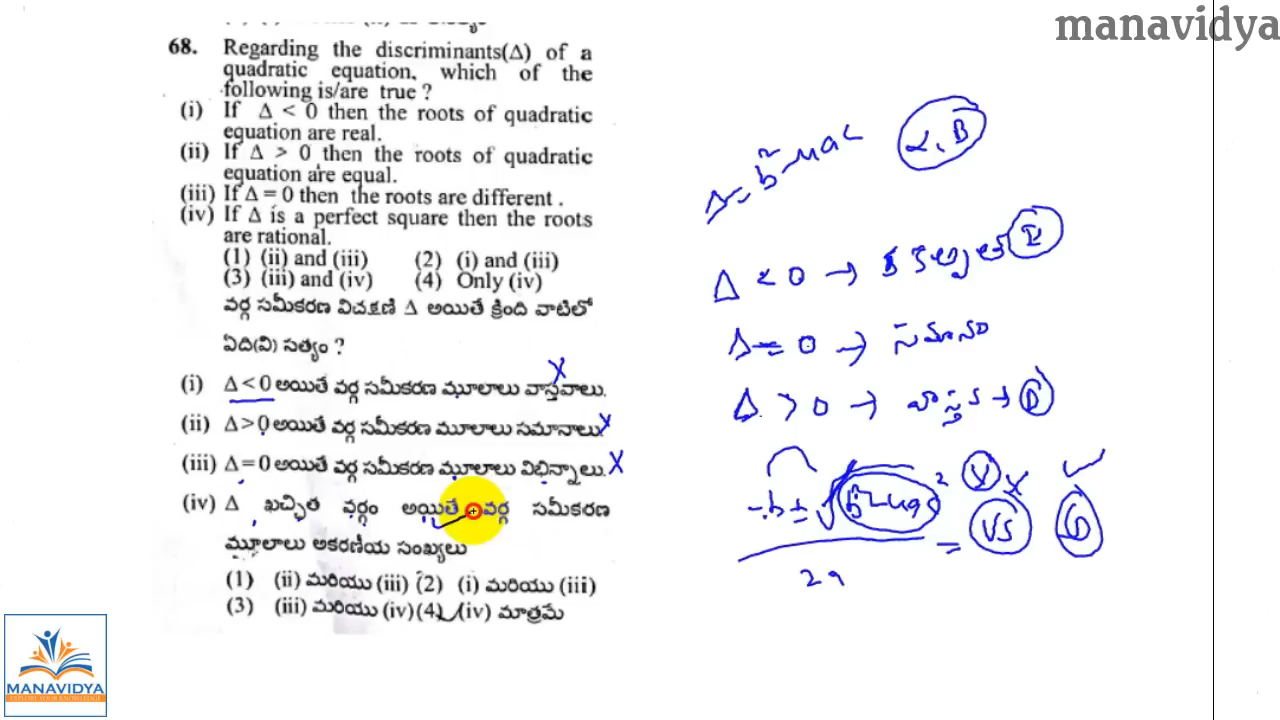 manavidya
68. Regarding the discriminants(Δ) of a
quadratic equation, which of the
following is/are true ?
(i) If Δ < 0 then the roots of quadratic
equation are real.
(ii) If Δ > 0 then the roots of quadratic
equation are equal.
(iii) If Δ = 0 then the roots are different .
(iv) If Δ is a perfect square then the roots
are rational.
(1) (ii) and (iii) (2) (i) and (iii)
(3) (iii) and (iv) (4) Only (iv)
వర్గ సమీకరణ విచక్షణి Δ అయితే క్రింది వాటిలో
ఏది(వి) సత్యం ?
(i) Δ<0 అయితే వర్గ సమీకరణ మూలాలు వాస్తవాలు. X
(ii) Δ>0 అయితే వర్గ సమీకరణ మూలాలు సమానాలు X
(iii) Δ=0 అయితే వర్గ సమీకరణ మూలాలు విభిన్నాలు. X
(iv) Δ ఖచ్చిత వర్గం అయితే వర్గ సమీకరణ
మూలాలు అకరణీయ సంఖ్యలు
(1) (ii) మరియు (iii) (2) (i) మరియు (iii)
(3) (iii) మరియు (iv) (4) (iv) మాత్రమే
Δ = b² - 4ac
Δ < 0 →
Δ = 0 → సమానం
Δ > 0 →
-b ± √b²-4ac
2a
=
√5
MANAVIDYA